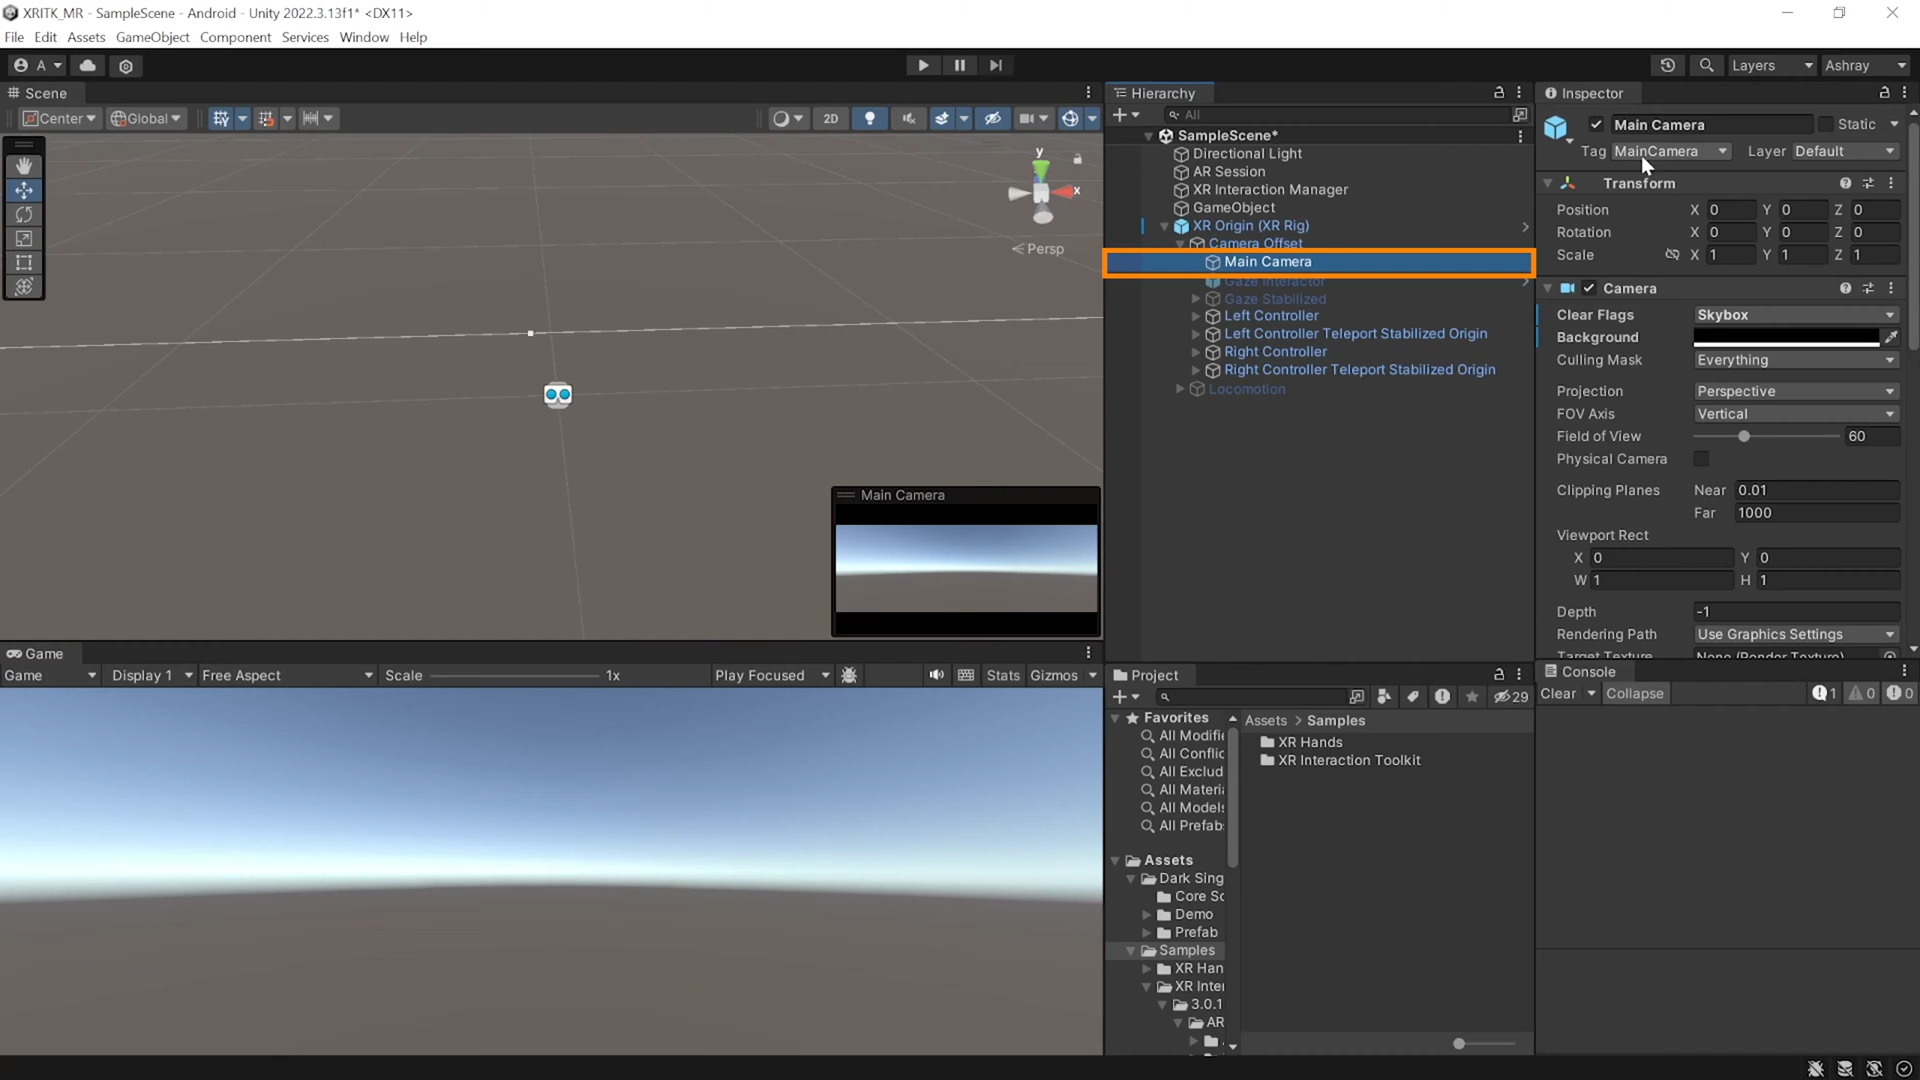 XRITK_MR - SampleScene - Android - Unity 2022.3.13f1* <DX11>
File Edit Assets GameObject Component Services Window Help
A
Layers Ashray
Scene
Center Global 2D
y
x
Persp
Main Camera
Hierarchy
All
SampleScene*
Directional Light
AR Session
XR Interaction Manager
GameObject
XR Origin (XR Rig)
Camera Offset
Main Camera
Gaze Interactor
Gaze Stabilized
Left Controller
Left Controller Teleport Stabilized Origin
Right Controller
Right Controller Teleport Stabilized Origin
Locomotion
Inspector
Main Camera Static
Tag MainCamera Layer Default
Transform
Position X 0 Y 0 Z 0
Rotation X 0 Y 0 Z 0
Scale X 1 Y 1 Z 1
Camera
Clear Flags Skybox
Background
Culling Mask Everything
Projection Perspective
FOV Axis Vertical
Field of View 60
Physical Camera
Clipping Planes Near 0.01
Far 1000
Viewport Rect
X 0 Y 0
W 1 H 1
Depth -1
Rendering Path Use Graphics Settings
Target Texture None (Render Texture)
Game
Game Display 1 Free Aspect Scale 1x Play Focused Stats Gizmos
Project
29
Favorites
All Modifie
All Conflic
All Exclud
All Materia
All Models
All Prefab
Assets
Dark Sing
Core Sc
Demo
Prefab
Samples
XR Han
XR Inter
3.0.1
AR
Assets > Samples
XR Hands
XR Interaction Toolkit
Console
Clear Collapse 1 0 0